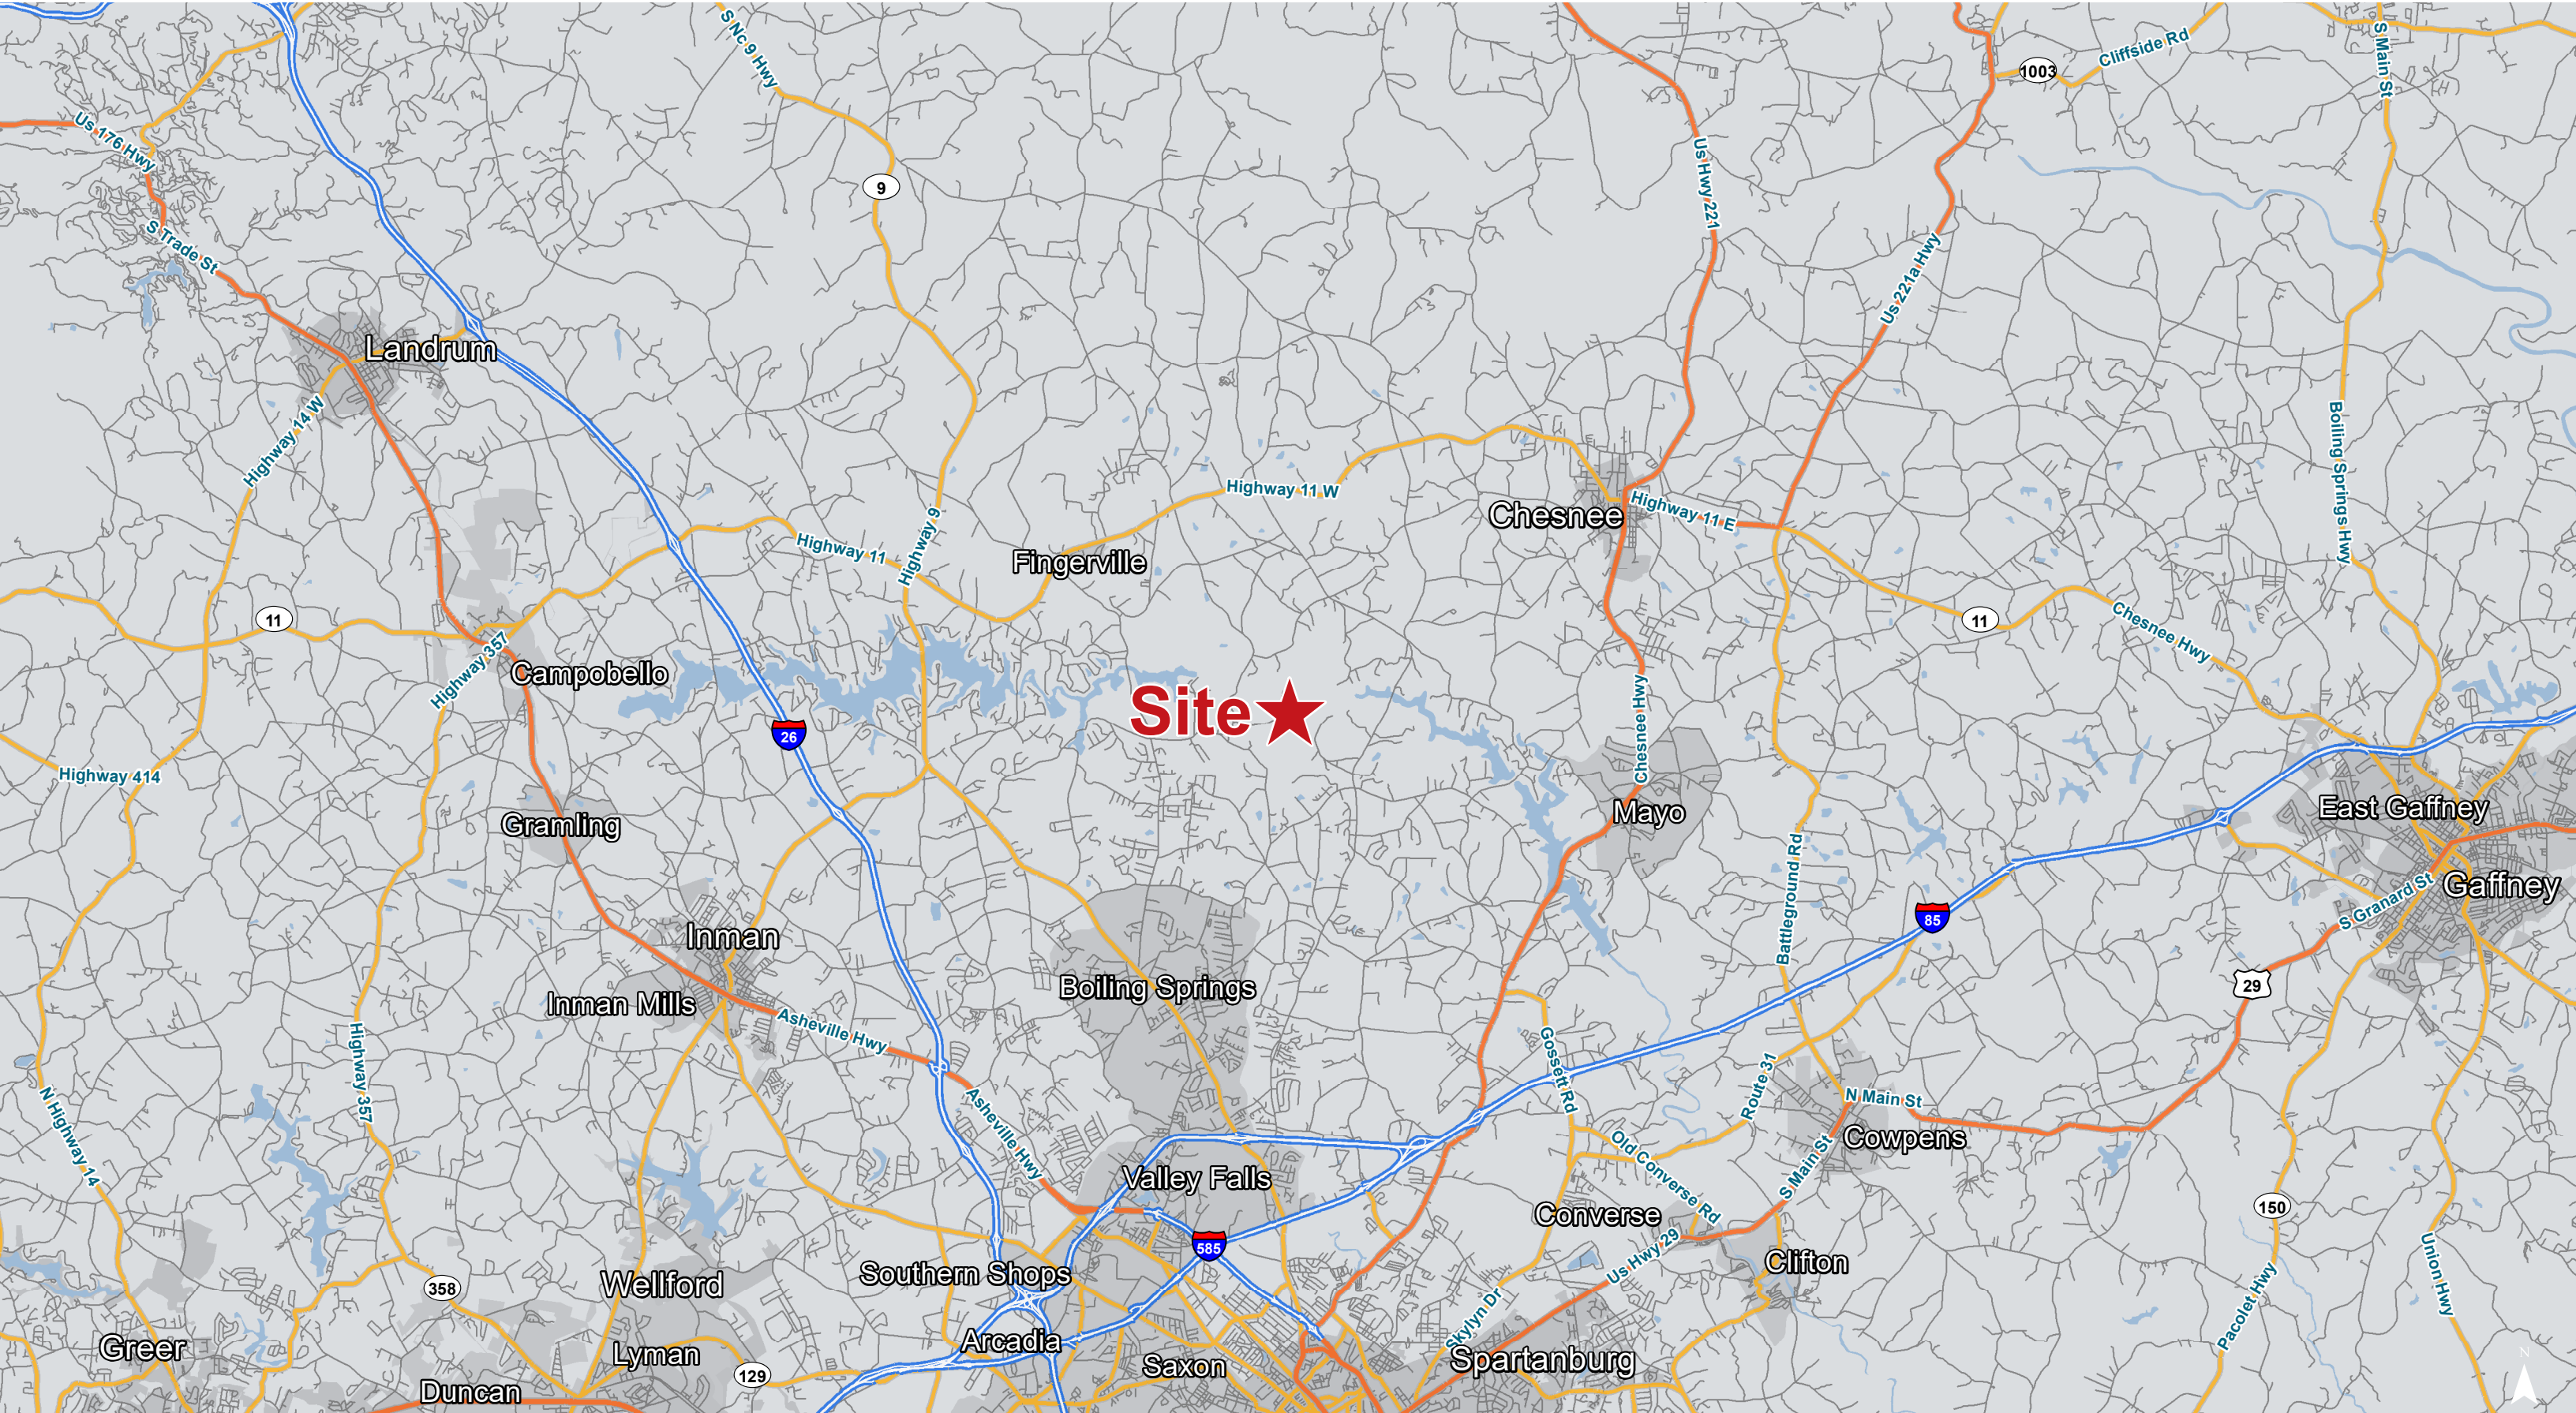 S Nc 9 Hwy
S Main St
Cliffside Rd
1003
Us 176 Hwy
Us Hwy 221
9
S Trade St
Us 221a Hwy
Landrum
Highway 14 W
Boiling Springs Hwy
Highway 11 W
Highway 11 E
Chesnee
Highway 9
Highway 11
Fingerville
11
11
Chesnee Hwy
Highway 357
Campobello
Site
Chesnee Hwy
26
Highway 414
Mayo
East Gaffney
Gramling
Battleground Rd
Gaffney
S Granard St
85
Inman
29
Boiling Springs
Inman Mills
Asheville Hwy
Highway 357
Gossett Rd
Route 31
N Main St
Asheville Hwy
N Highway 14
Cowpens
Old Converse Rd
S Main St
Valley Falls
150
Converse
585
Us Hwy 29
Clifton
Union Hwy
Southern Shops
Wellford
358
Pacolet Hwy
Skylyn Dr
Arcadia
Greer
Lyman
N
Saxon
Spartanburg
129
Duncan